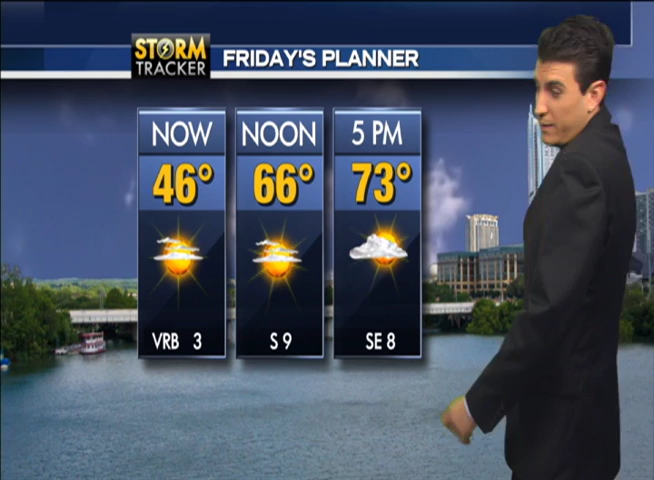 STORM
TRACKER
FRIDAY'S PLANNER
NOW
46°
VRB 3
NOON
66°
S 9
5 PM
73°
SE 8